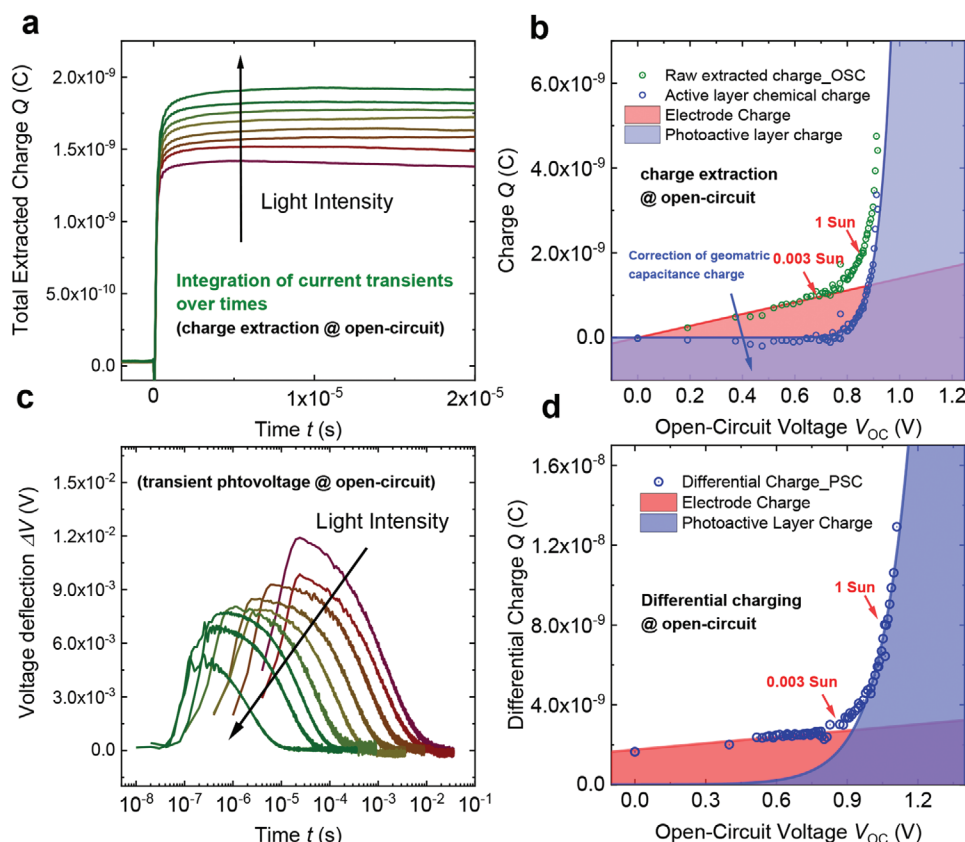 a
Total Extracted Charge Q (C)
2.0x10⁻⁹
1.5x10⁻⁹
1.0x10⁻⁹
5.0x10⁻¹⁰
0.0
Light Intensity
Integration of current transients
over times
(charge extraction @ open-circuit)
0
1x10⁻⁵
2x10⁻⁵
Time t (s)
b
Charge Q (C)
6.0x10⁻⁹
4.0x10⁻⁹
2.0x10⁻⁹
0.0
Raw extracted charge_OSC
Active layer chemical charge
Electrode Charge
Photoactive layer charge
charge extraction
@ open-circuit
1 Sun
0.003 Sun
Correction of geomatric
capacitance charge
0.0
0.2
0.4
0.6
0.8
1.0
1.2
Open-Circuit Voltage V_OC (V)
c
Voltage deflection ΔV (V)
1.5x10⁻²
1.2x10⁻²
9.0x10⁻³
6.0x10⁻³
3.0x10⁻³
0.0
(transient phtovoltage @ open-circuit)
Light Intensity
10⁻⁸
10⁻⁷
10⁻⁶
10⁻⁵
10⁻⁴
10⁻³
10⁻²
10⁻¹
Time t (s)
d
Differential Charge Q (C)
1.6x10⁻⁸
1.2x10⁻⁸
8.0x10⁻⁹
4.0x10⁻⁹
0.0
Differential Charge_PSC
Electrode Charge
Photoactive Layer Charge
1 Sun
Differential charging
@ open-circuit
0.003 Sun
0.0
0.3
0.6
0.9
1.2
Open-Circuit Voltage V_OC (V)